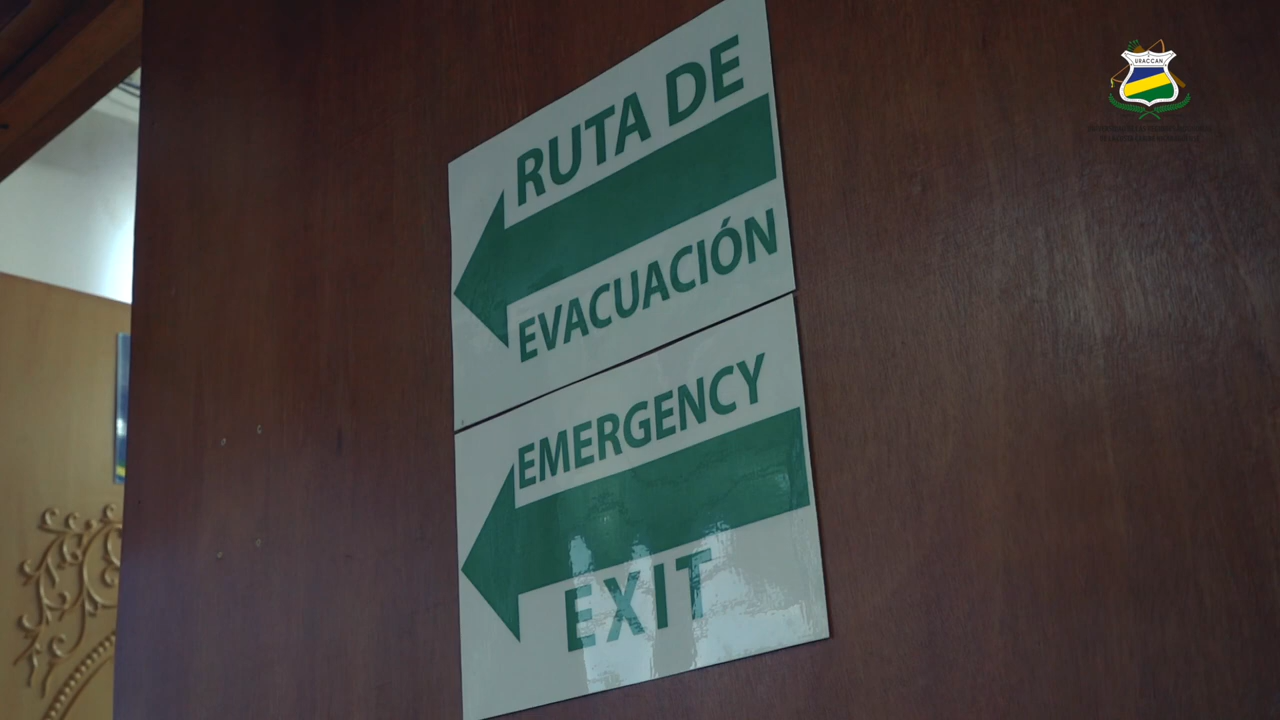 RUTA DE
EVACUACIÓN
EMERGENCY
EXIT
URACCAN